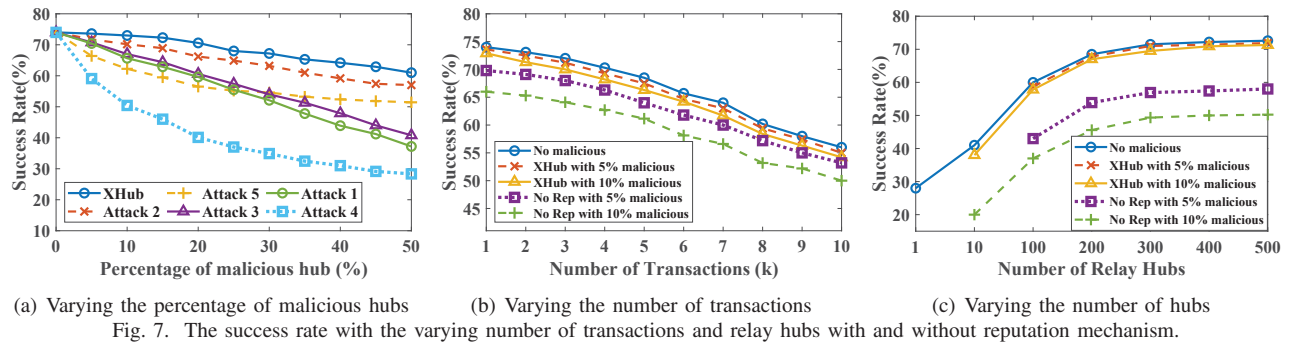 Success Rate(%)
80
70
60
50
40
30
20
10
XHub
Attack 5
Attack 1
Attack 2
Attack 3
Attack 4
0
10
20
30
40
50
Percentage of malicious hub (%)
(a) Varying the percentage of malicious hubs
Success Rate(%)
80
75
70
65
60
55
50
45
No malicious
XHub with 5% malicious
XHub with 10% malicious
No Rep with 5% malicious
No Rep with 10% malicious
1
2
3
4
5
6
7
8
9
10
Number of Transactions (k)
(b) Varying the number of transactions
Success Rate(%)
80
70
60
50
40
30
20
No malicious
XHub with 5% malicious
XHub with 10% malicious
No Rep with 5% malicious
No Rep with 10% malicious
1
10
100
200
300
400
500
Number of Relay Hubs
(c) Varying the number of hubs
Fig. 7. The success rate with the varying number of transactions and relay hubs with and without reputation mechanism.